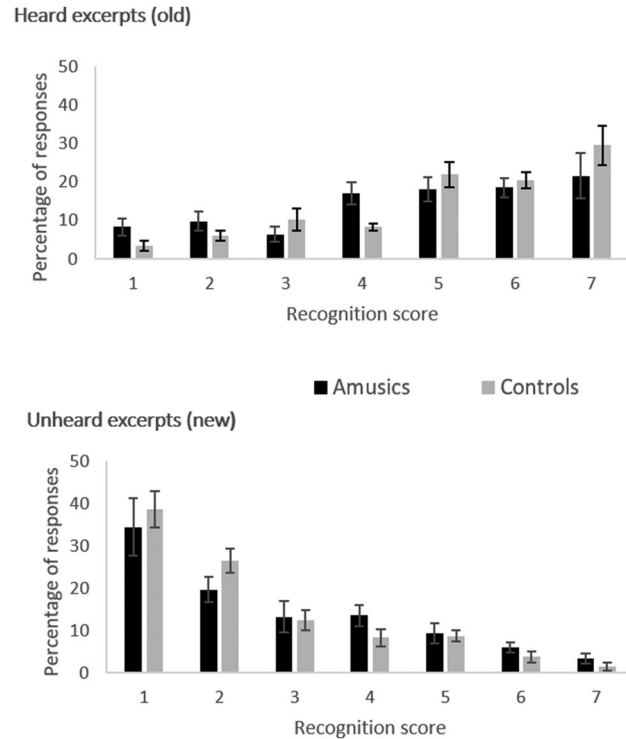 Heard excerpts (old)
Percentage of responses
50
40
30
20
10
0
1 2 3 4 5 6 7
Recognition score
Amusics Controls
Unheard excerpts (new)
Percentage of responses
50
40
30
20
10
0
1 2 3 4 5 6 7
Recognition score